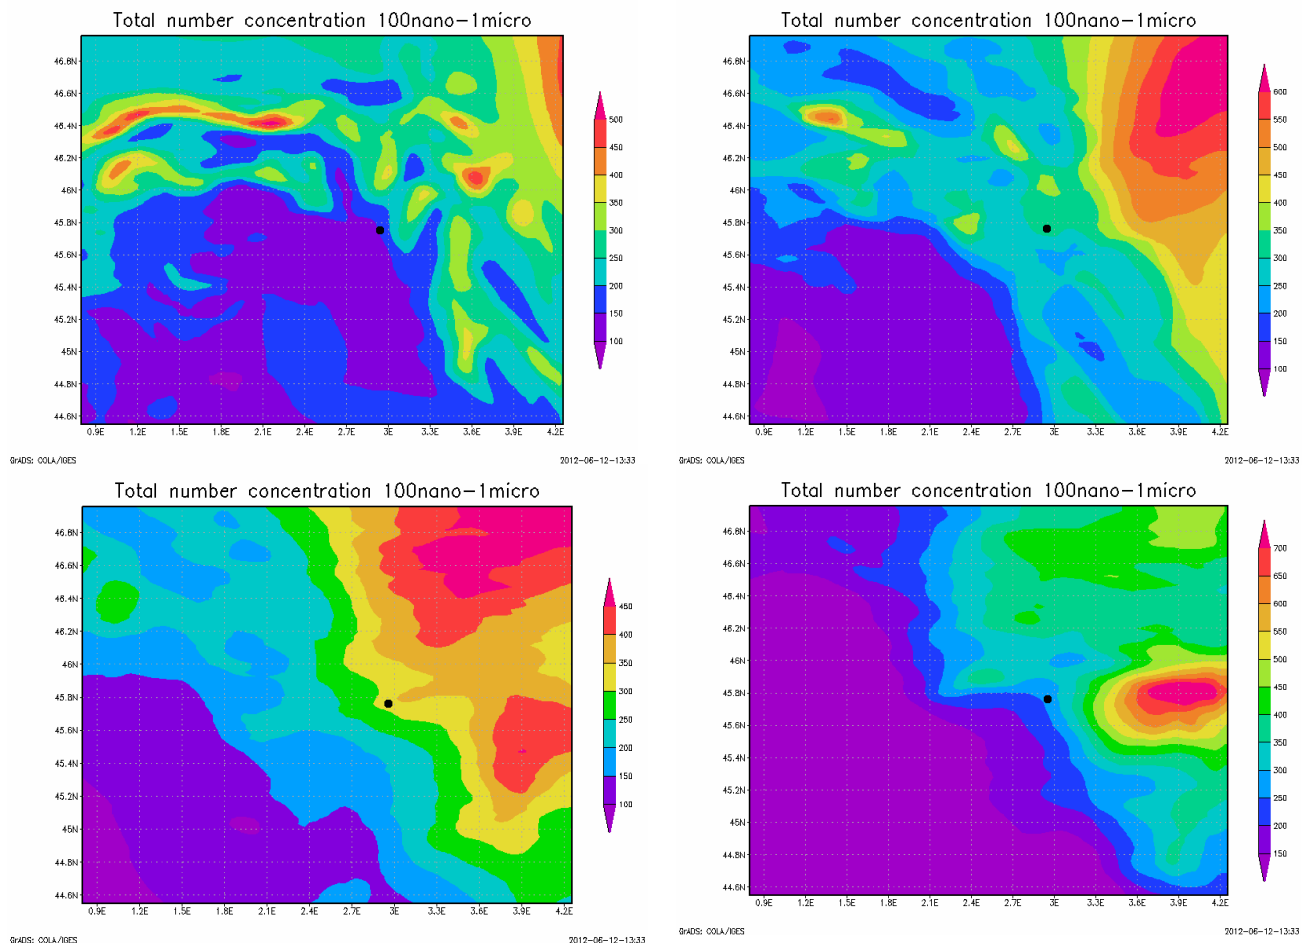 Total number concentration 100nano-1micro
46.8N
46.6N
46.4N
46.2N
46N
45.8N
45.6N
45.4N
45.2N
45N
44.8N
44.6N
0.9E 1.2E 1.5E 1.8E 2.1E 2.4E 2.7E 3E 3.3E 3.6E 3.9E 4.2E
500
450
400
350
300
250
200
150
100
GrADS: COLA/IGES 2012-06-12-13:33
Total number concentration 100nano-1micro
46.8N
46.6N
46.4N
46.2N
46N
45.8N
45.6N
45.4N
45.2N
45N
44.8N
44.6N
0.9E 1.2E 1.5E 1.8E 2.1E 2.4E 2.7E 3E 3.3E 3.6E 3.9E 4.2E
600
550
500
450
400
350
300
250
200
150
100
GrADS: COLA/IGES 2012-06-12-13:33
Total number concentration 100nano-1micro
46.8N
46.6N
46.4N
46.2N
46N
45.8N
45.6N
45.4N
45.2N
45N
44.8N
44.6N
0.9E 1.2E 1.5E 1.8E 2.1E 2.4E 2.7E 3E 3.3E 3.6E 3.9E 4.2E
450
400
350
300
250
200
150
100
GrADS: COLA/IGES 2012-06-12-13:33
Total number concentration 100nano-1micro
46.8N
46.6N
46.4N
46.2N
46N
45.8N
45.6N
45.4N
45.2N
45N
44.8N
44.6N
0.9E 1.2E 1.5E 1.8E 2.1E 2.4E 2.7E 3E 3.3E 3.6E 3.9E 4.2E
700
650
600
550
500
450
400
350
300
250
200
150
GrADS: COLA/IGES 2012-06-12-13:33